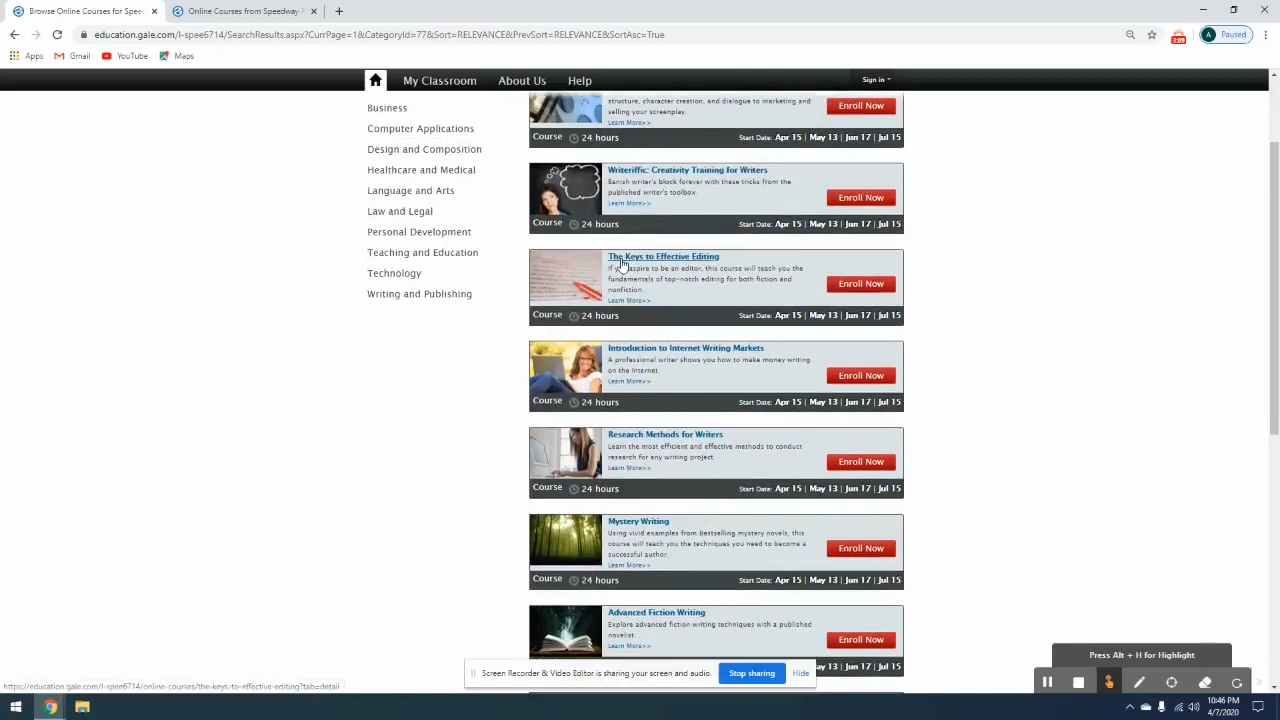 Browse Online Courses for Spee
Online Courses from Speedway P
education.gale.com/l-spee6714/SearchResults.aspx?CurrPage=1&CategoryId=77&Sort=RELEVANCE&PrevSort=RELEVANCE&SortAsc=True
3:09
A Paused
Apps Gmail YouTube Maps
My Classroom About Us Help Sign in
Business
Computer Applications
Design and Composition
Healthcare and Medical
Language and Arts
Law and Legal
Personal Development
Teaching and Education
Technology
Writing and Publishing
structure, character creation, and dialogue to marketing and
selling your screenplay.
Learn More>>
Enroll Now
Course 24 hours Start Date: Apr 15 | May 13 | Jun 17 | Jul 15
Writeriffic: Creativity Training for Writers
Banish writer's block forever with these tricks from the
published writer's toolbox.
Learn More>>
Enroll Now
Course 24 hours Start Date: Apr 15 | May 13 | Jun 17 | Jul 15
The Keys to Effective Editing
If you aspire to be an editor, this course will teach you the
fundamentals of top-notch editing for both fiction and
nonfiction.
Learn More>>
Enroll Now
Course 24 hours Start Date: Apr 15 | May 13 | Jun 17 | Jul 15
Introduction to Internet Writing Markets
A professional writer shows you how to make money writing
on the Internet.
Learn More>>
Enroll Now
Course 24 hours Start Date: Apr 15 | May 13 | Jun 17 | Jul 15
Research Methods for Writers
Learn the most efficient and effective methods to conduct
research for any writing project.
Learn More>>
Enroll Now
Course 24 hours Start Date: Apr 15 | May 13 | Jun 17 | Jul 15
Mystery Writing
Using vivid examples from bestselling mystery novels, this
course will teach you the techniques you need to become a
successful author.
Learn More>>
Enroll Now
Course 24 hours Start Date: Apr 15 | May 13 | Jun 17 | Jul 15
Advanced Fiction Writing
Explore advanced fiction writing techniques with a published
novelist.
Learn More>>
Enroll Now
ay 13 | Jun 17 | Jul 15
Screen Recorder & Video Editor is sharing your screen and audio. Stop sharing Hide
Press Alt + H for Highlight
https://education.gale.com/l-spee6714/online-courses/the-keys-to-effective-editing?tab=detail
10:46 PM
4/7/2020